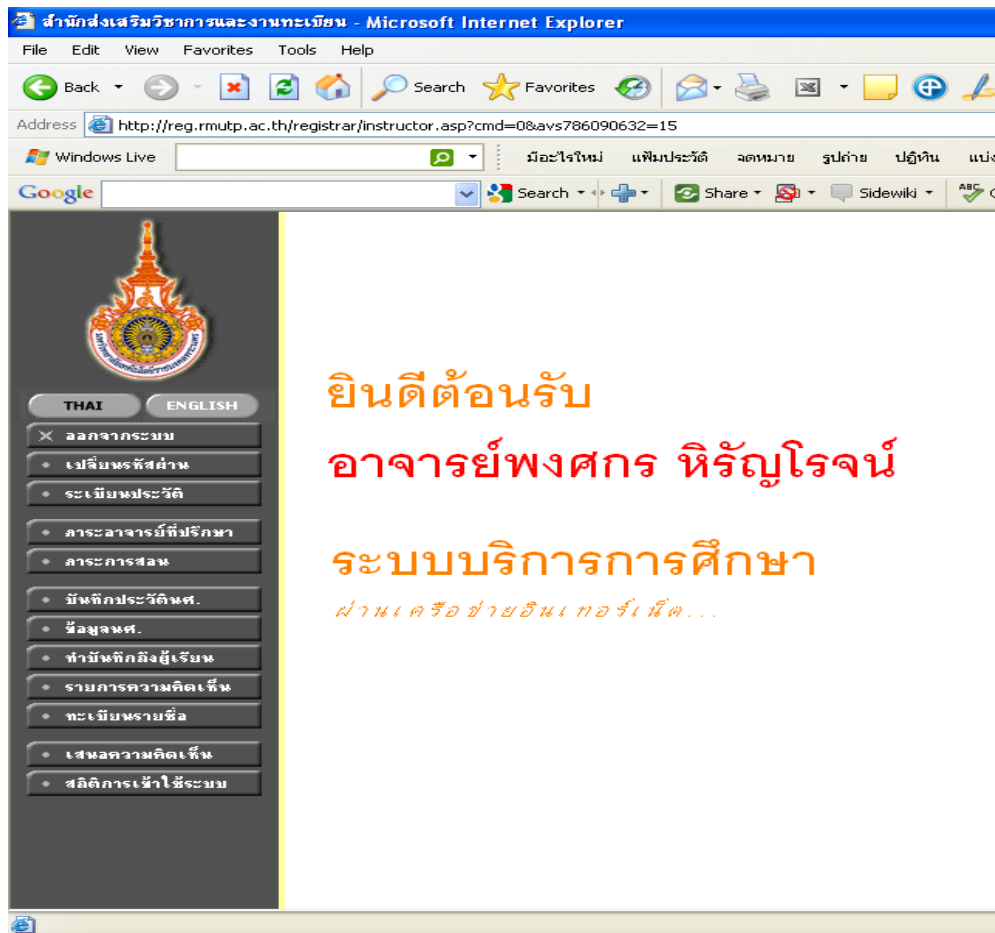 สำนักส่งเสริมวิชาการและงานทะเบียน - Microsoft Internet Explorer
File Edit View Favorites Tools Help
Back Search Favorites
Address http://reg.rmutp.ac.th/registrar/instructor.asp?cmd=0&avs786090632=15
Windows Live มีอะไรใหม่ แฟ้มประวัติ จดหมาย รูปถ่าย ปฏิทิน
Google Search Share Sidewiki ABC
THAI ENGLISH
ออกจากระบบ
เปลี่ยนรหัสผ่าน
ระเบียนประวัติ
ภาระอาจารย์ที่ปรึกษา
ภาระการสอน
บันทึกประวัตินศ.
ข้อมูลนศ.
ทำบันทึกถึงผู้เรียน
รายการความคิดเห็น
ทะเบียนรายชื่อ
เสนอความคิดเห็น
สถิติการเข้าใช้ระบบ
ยินดีต้อนรับ
อาจารย์พงศกร หิรัญโรจน์
ระบบบริการการศึกษา
ผ่านเครือข่ายอินเทอร์เน็ต...